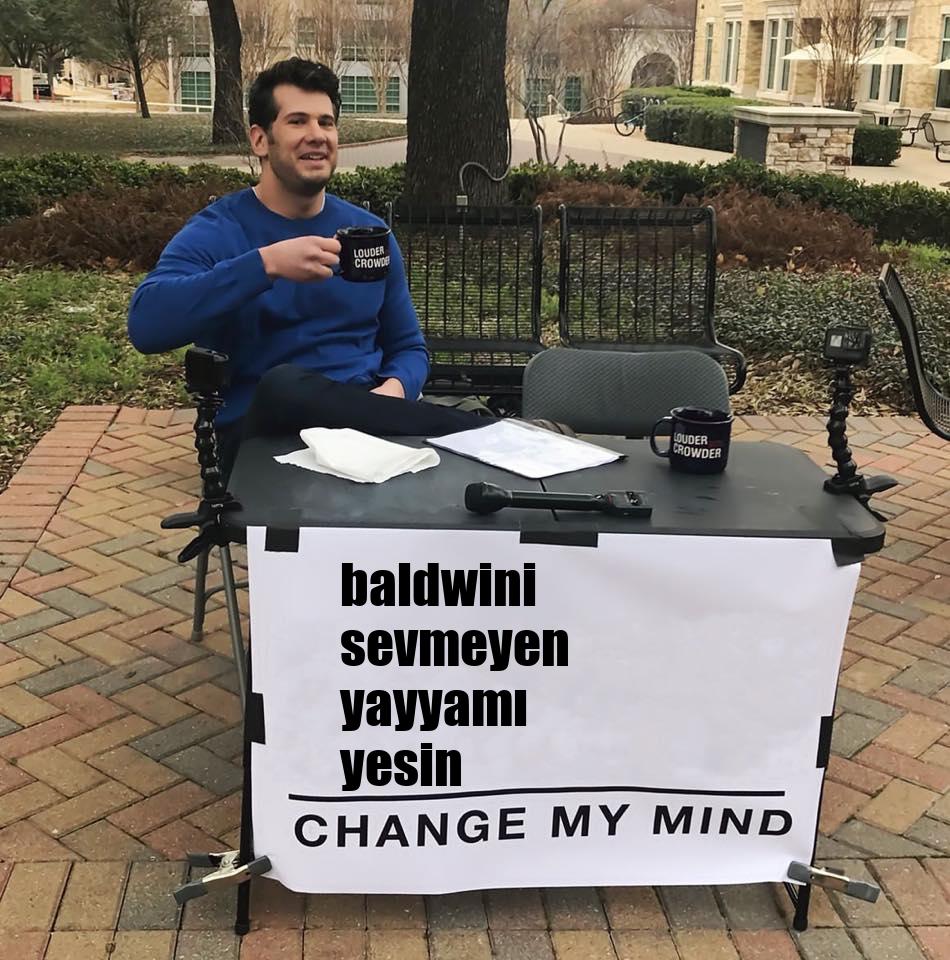 LOUDER
CROWDER
LOUDER
CROWDER
baldwini
sevmeyen
yayyamı
yesin
CHANGE MY MIND